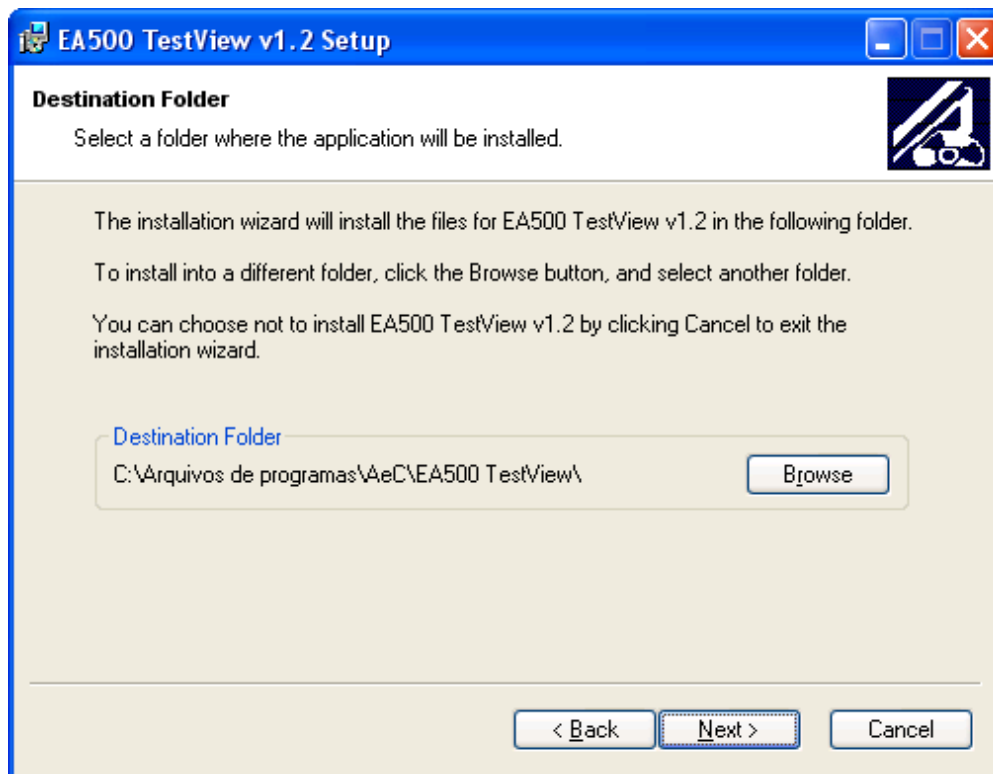 EA500 TestView v1.2 Setup
Destination Folder
Select a folder where the application will be installed.
The installation wizard will install the files for EA500 TestView v1.2 in the following folder.
To install into a different folder, click the Browse button, and select another folder.
You can choose not to install EA500 TestView v1.2 by clicking Cancel to exit the
installation wizard.
Destination Folder
C:\Arquivos de programas\AeC\EA500 TestView\
Browse
< Back
Next >
Cancel